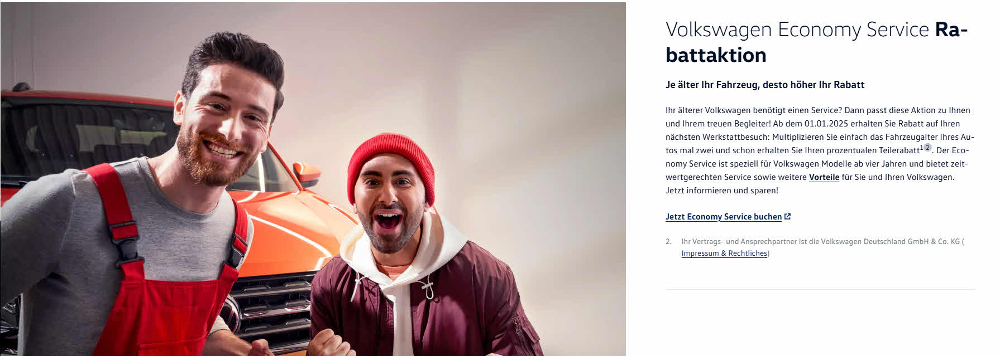 Volkswagen Economy Service Ra-
battaktion
Je älter Ihr Fahrzeug, desto höher Ihr Rabatt
Ihr älterer Volkswagen benötigt einen Service? Dann passt diese Aktion zu Ihnen
und Ihrem treuen Begleiter! Ab dem 01.01.2025 erhalten Sie Rabatt auf Ihren
nächsten Werkstattbesuch: Multiplizieren Sie einfach das Fahrzeugalter Ihres Au-
tos mal zwei und schon erhalten Sie Ihren prozentualen Teilerabatt¹ 2. Der Eco-
nomy Service ist speziell für Volkswagen Modelle ab vier Jahren und bietet zeit-
wertgerechten Service sowie weitere Vorteile für Sie und Ihren Volkswagen.
Jetzt informieren und sparen!
Jetzt Economy Service buchen
2. Ihr Vertrags- und Ansprechpartner ist die Volkswagen Deutschland GmbH & Co. KG (
Impressum & Rechtliches)